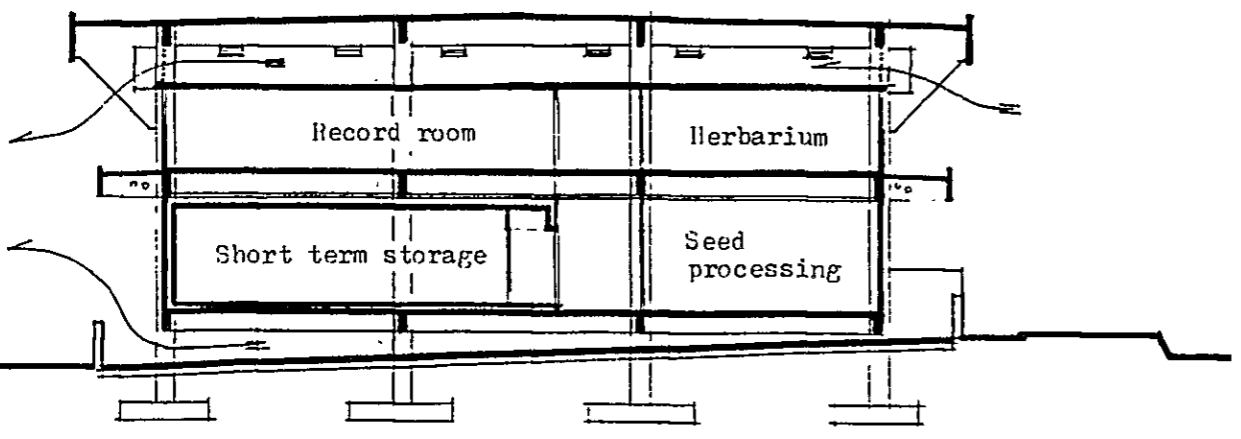 Record room
Herbarium
Short term storage
Seed
processing